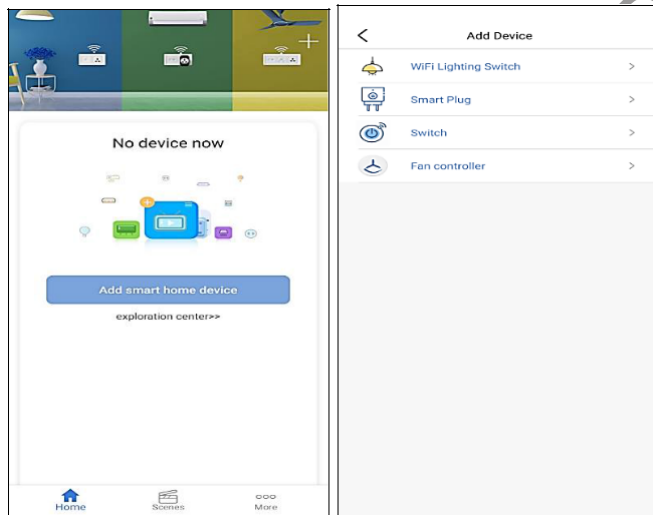 No device now
Add smart home device
exploration center>>
Home
Scenes
More
Add Device
WiFi Lighting Switch
Smart Plug
Switch
Fan controller